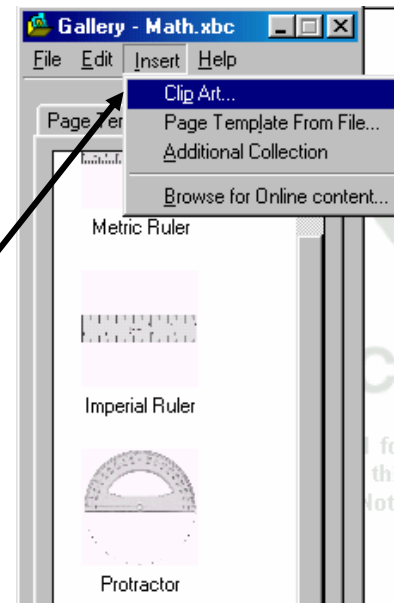 Gallery - Math.xbc
File Edit Insert Help
Clip Art...
Page Template From File...
Additional Collection
Browse for Online content...
Page
Metric Ruler
Imperial Ruler
Protractor